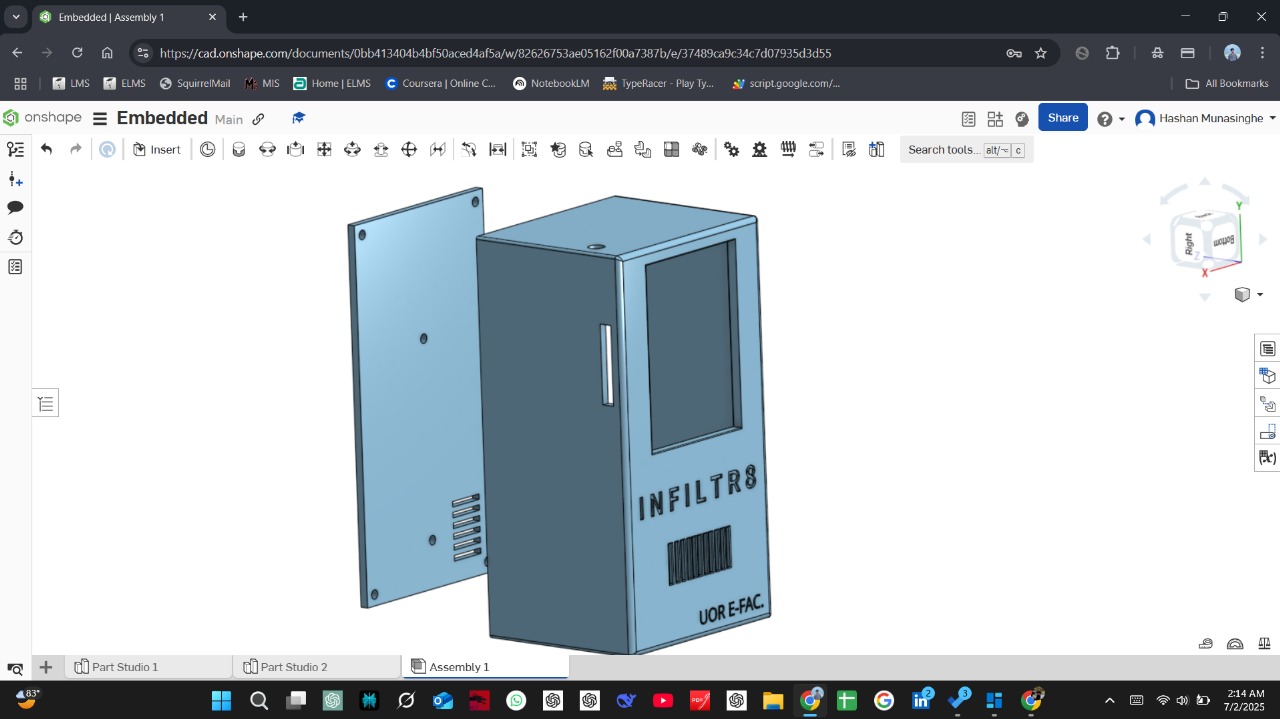 Embedded | Assembly 1
https://cad.onshape.com/documents/0bb413404b4bf50aced4af5a/w/82626753ae05162f00a7387b/e/37489ca9c34c7d07935d3d55
LMS
ELMS
SquirrelMail
MIS
Home | ELMS
Coursera | Online C...
NotebookLM
TypeRacer - Play Ty...
script.google.com/...
All Bookmarks
onshape
Embedded Main
Share
Hashan Munasinghe
Insert
Search tools... alt/⌥ c
Y
Right
Bottom
Z
X
INFILTR8
UOR E-FAC.
Part Studio 1
Part Studio 2
Assembly 1
83°
2
3
2:14 AM
7/2/2025